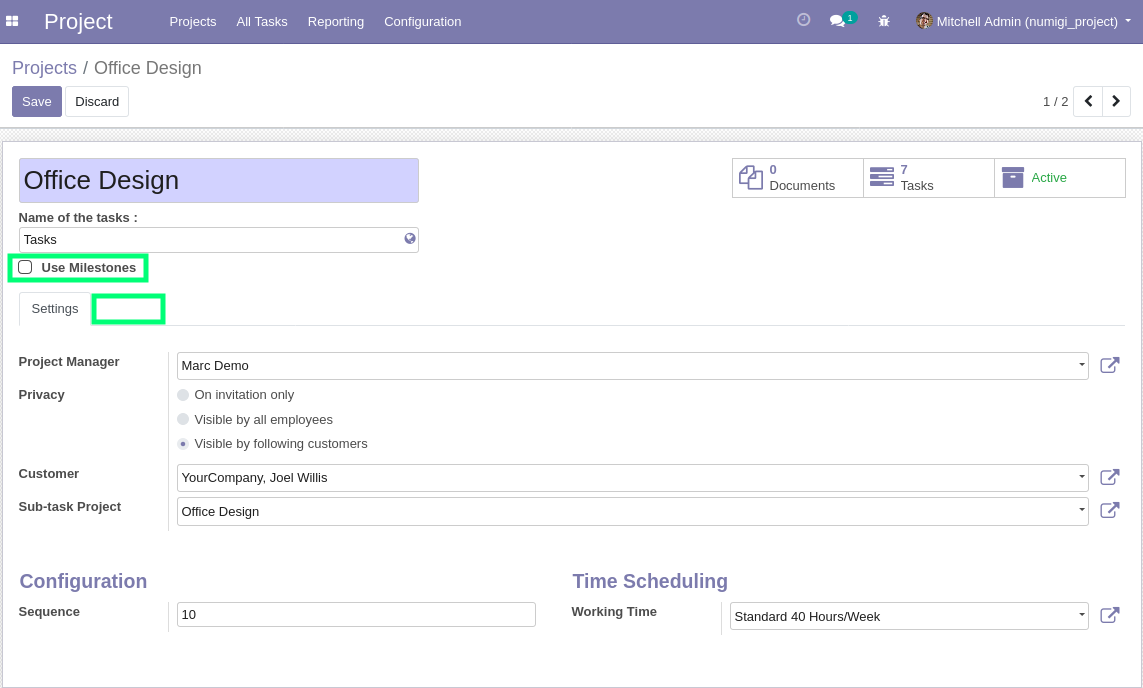 Project Projects All Tasks Reporting Configuration 1 Mitchell Admin (numigi_project)
Projects / Office Design
Save Discard 1 / 2
Office Design
0 Documents
7 Tasks
Active
Name of the tasks :
Tasks
Use Milestones
Settings
Project Manager Marc Demo
Privacy On invitation only
Visible by all employees
Visible by following customers
Customer YourCompany, Joel Willis
Sub-task Project Office Design
Configuration
Sequence 10
Time Scheduling
Working Time Standard 40 Hours/Week